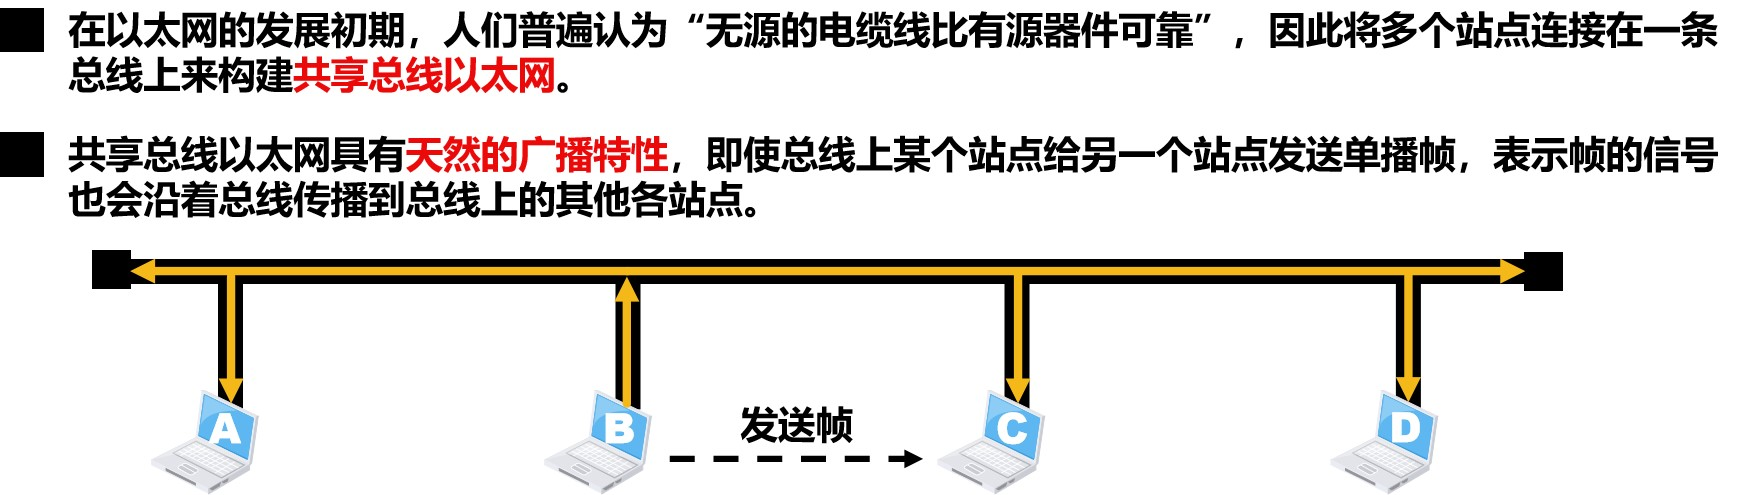 在以太网的发展初期，人们普遍认为“无源的电缆线比有源器件可靠”，因此将多个站点连接在一条
总线上来构建共享总线以太网。
共享总线以太网具有天然的广播特性，即使总线上某个站点给另一个站点发送单播帧，表示帧的信号
也会沿着总线传播到总线上的其他各站点。
发送帧
A
B
C
D